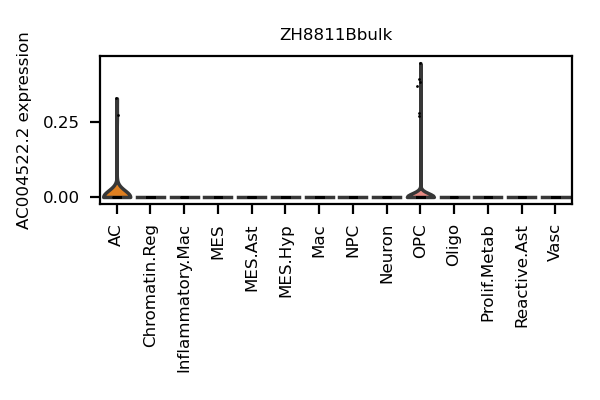 ZH8811Bbulk
AC004522.2 expression
0.25
0.00
AC
Chromatin.Reg
Inflammatory.Mac
MES
MES.Ast
MES.Hyp
Mac
NPC
Neuron
OPC
Oligo
Prolif.Metab
Reactive.Ast
Vasc